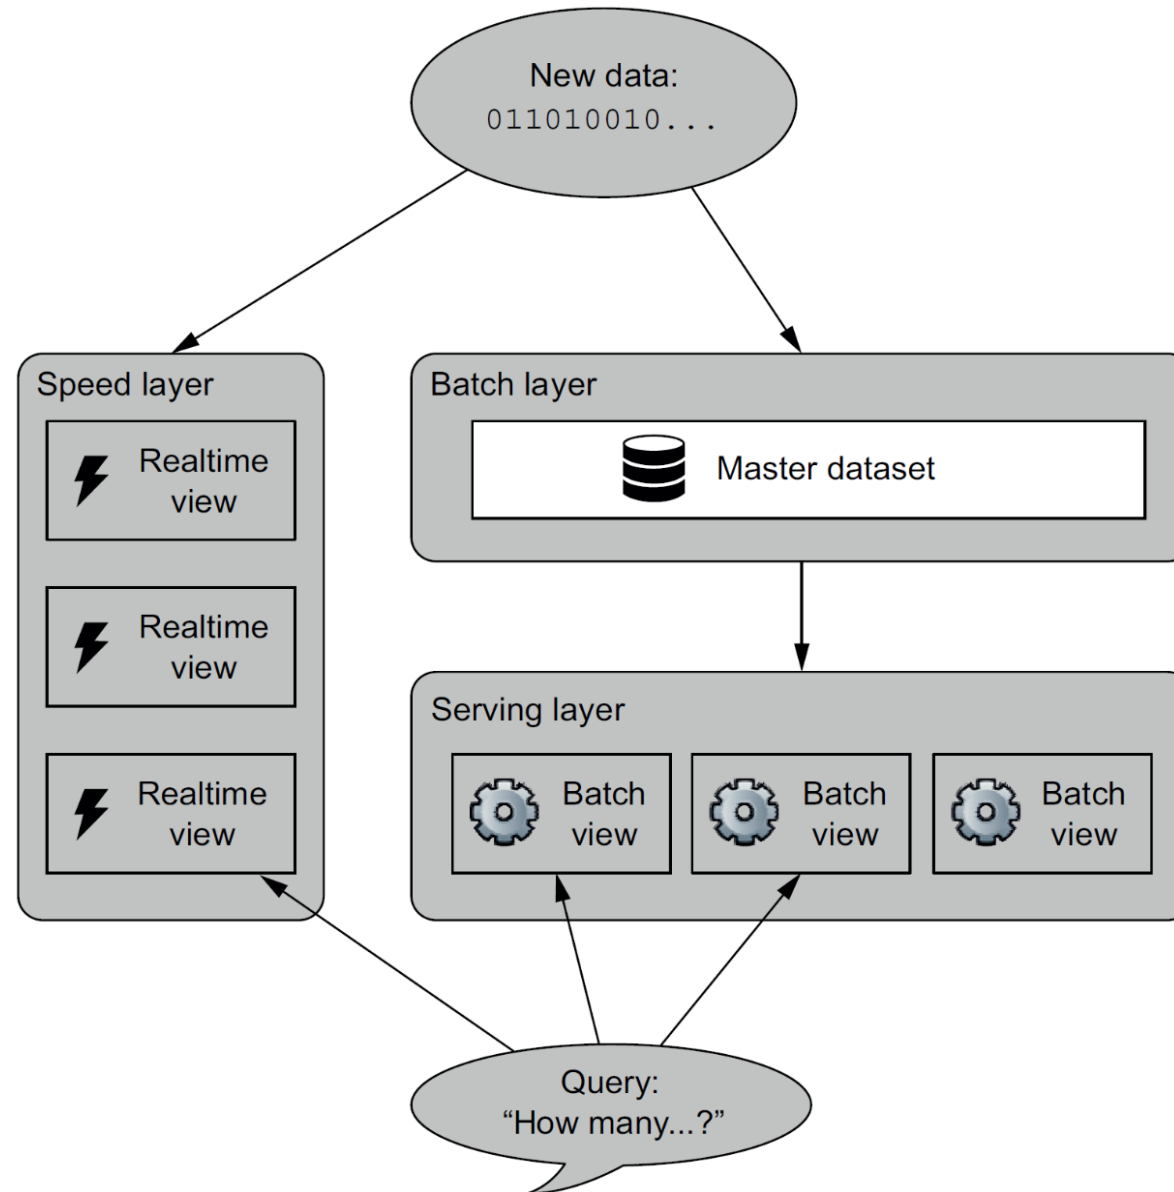 New data:
011010010...
Speed layer
Realtime
view
Realtime
view
Realtime
view
Batch layer
Master dataset
Serving layer
Batch
view
Batch
view
Batch
view
Query:
“How many...?”